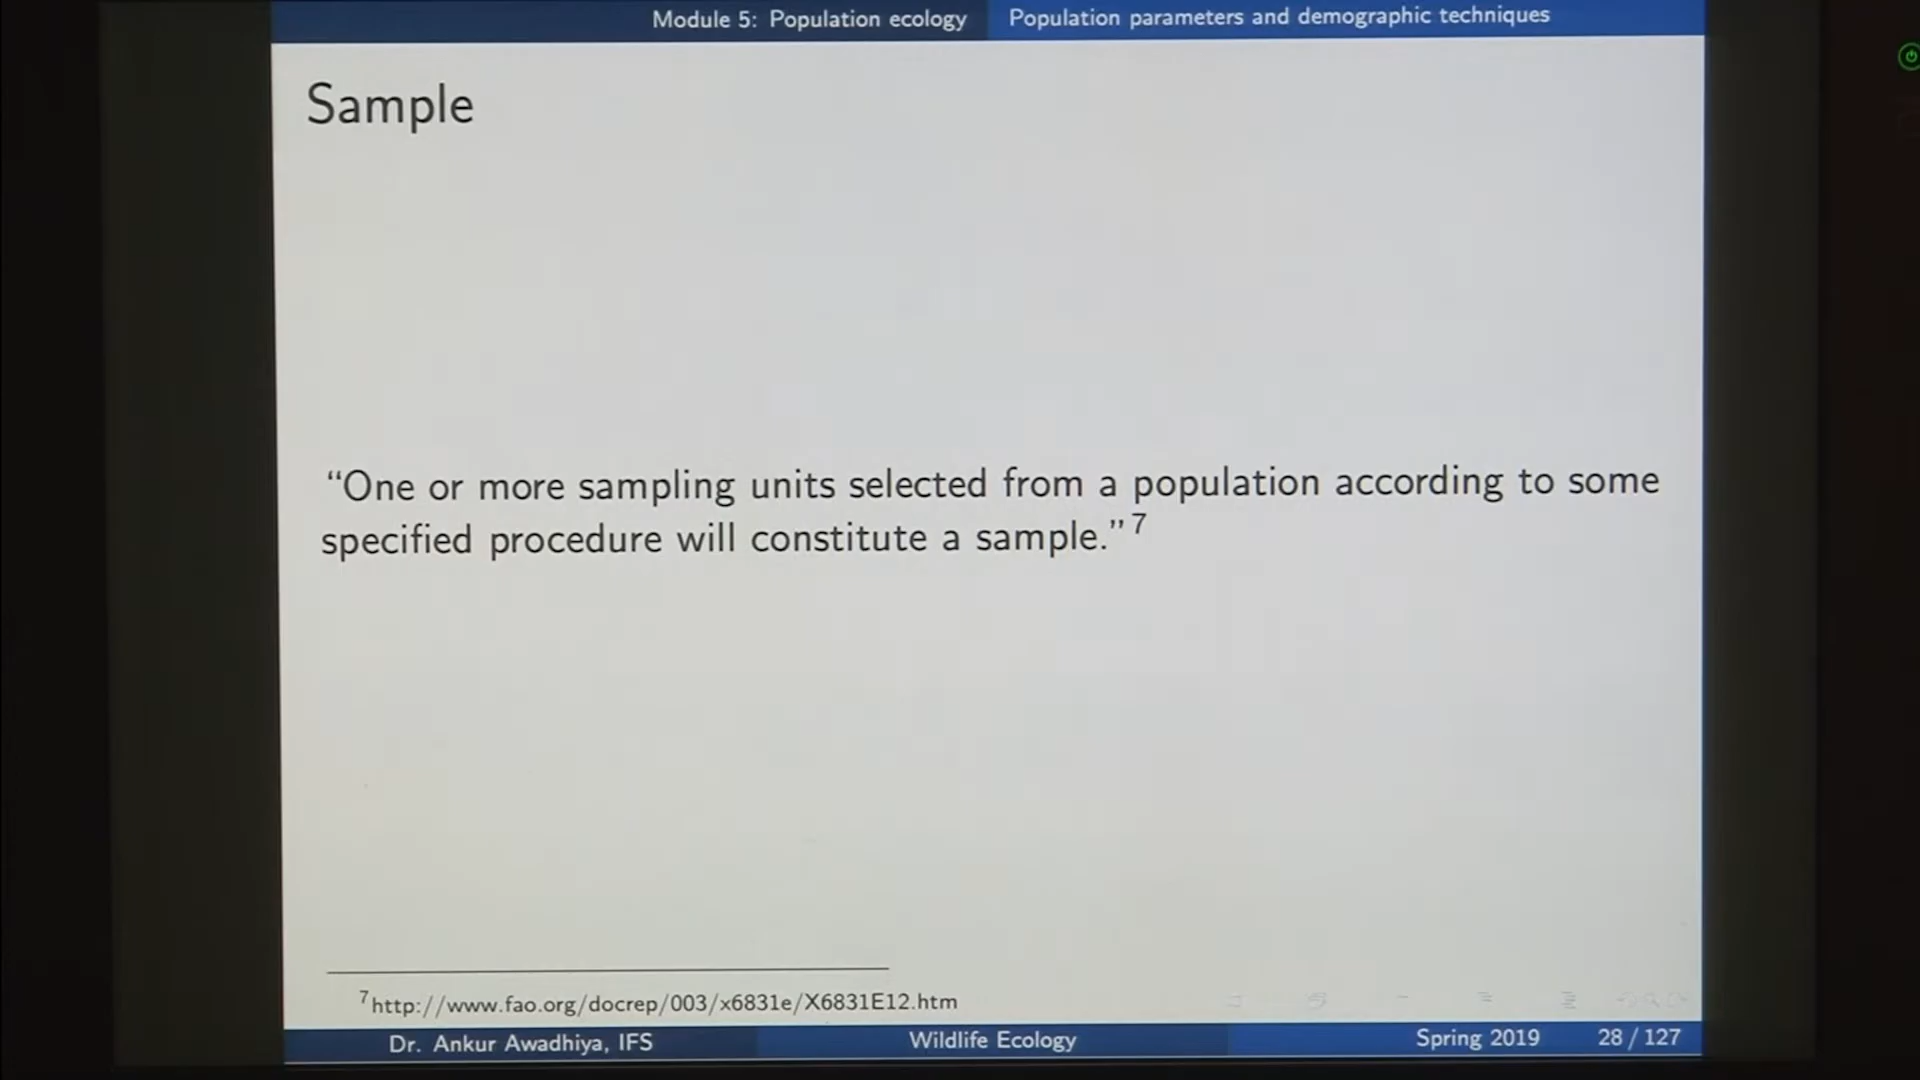 Module 5: Population ecology Population parameters and demographic techniques
Sample
“One or more sampling units selected from a population according to some
specified procedure will constitute a sample.”7
7http://www.fao.org/docrep/003/x6831e/X6831E12.htm
Dr. Ankur Awadhiya, IFS Wildlife Ecology Spring 2019 28 / 127